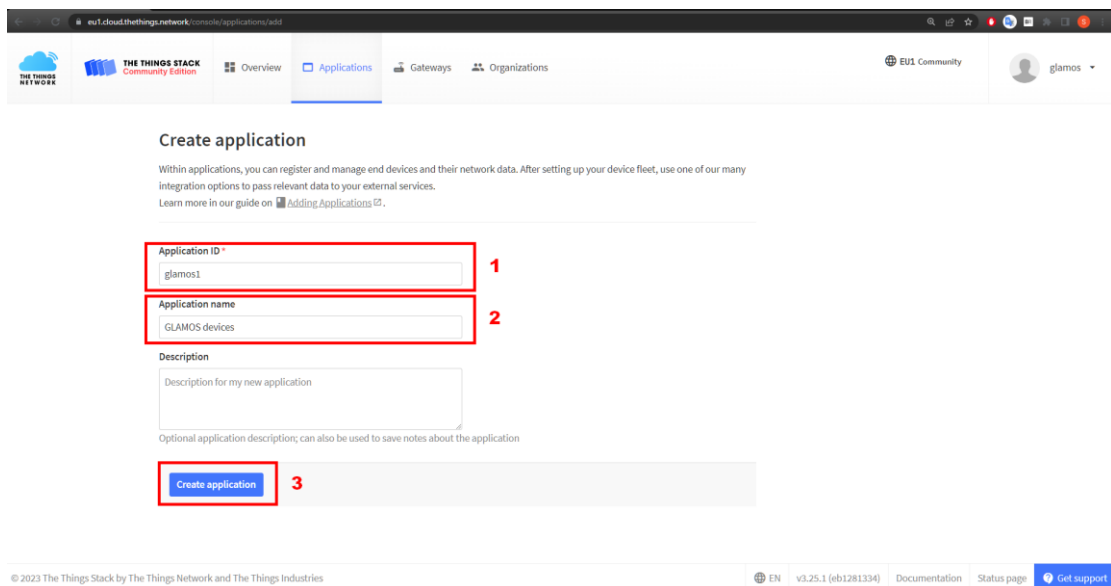 eu1.cloud.thethings.network/console/applications/add
THE THINGS
NETWORK
THE THINGS STACK
Community Edition
Overview
Applications
Gateways
Organizations
EU1 Community
glamos
Create application
Within applications, you can register and manage end devices and their network data. After setting up your device fleet, use one of our many
integration options to pass relevant data to your external services.
Learn more in our guide on Adding Applications.
Application ID *
glamos1
1
Application name
GLAMOS devices
2
Description
Description for my new application
Optional application description; can also be used to save notes about the application
Create application
3
© 2023 The Things Stack by The Things Network and The Things Industries
EN
v3.25.1 (eb1281334)
Documentation
Status page
Get support